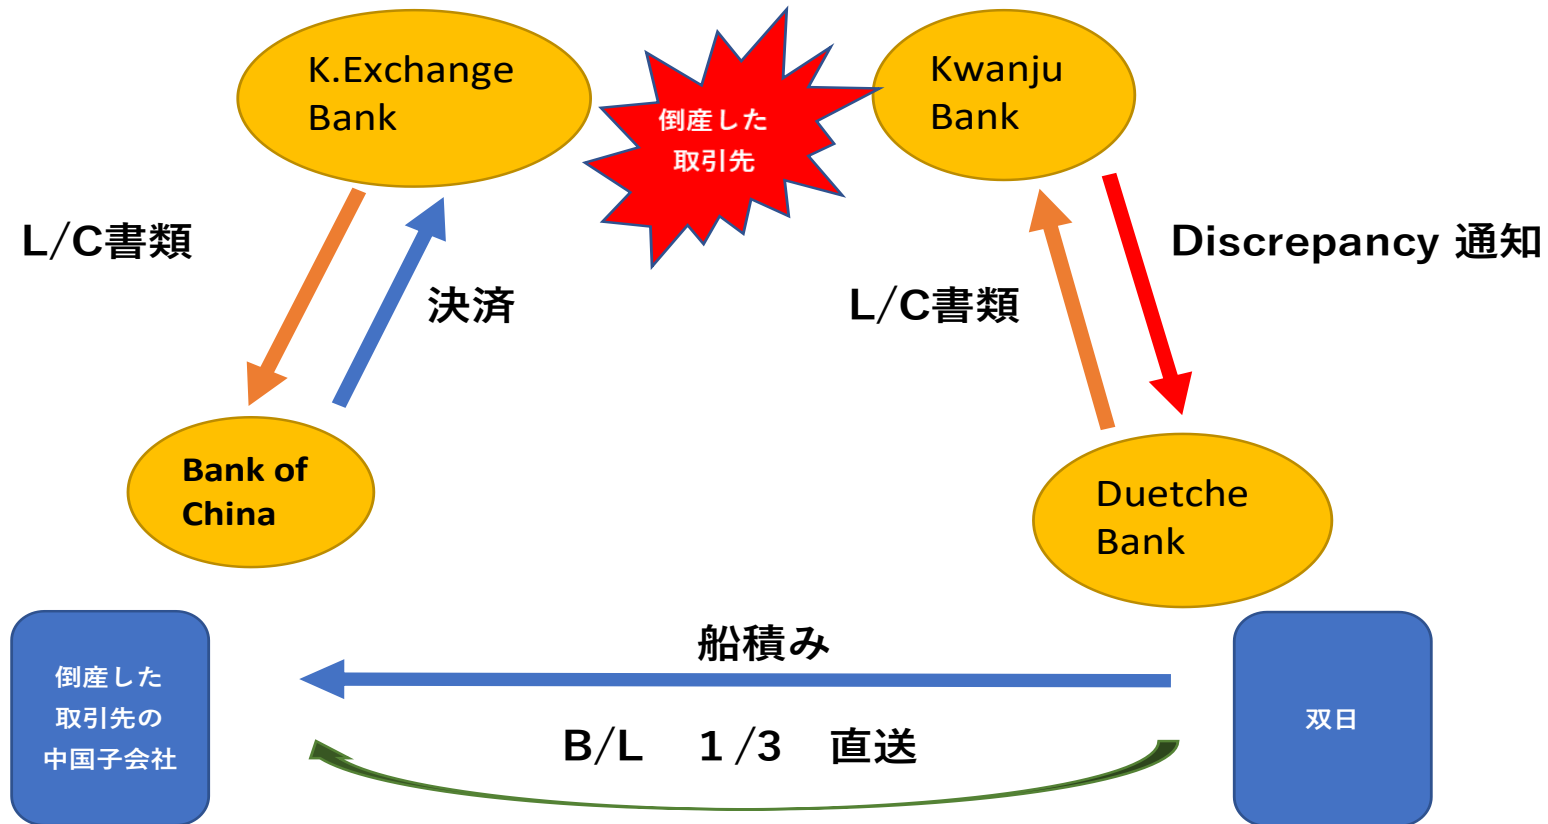 K.Exchange
Bank
倒産した
取引先
Kwanju
Bank
L/C書類
決済
L/C書類
Discrepancy 通知
Bank of
China
Duetche
Bank
船積み
倒産した
取引先の
中国子会社
双日
B/L　１/3　直送